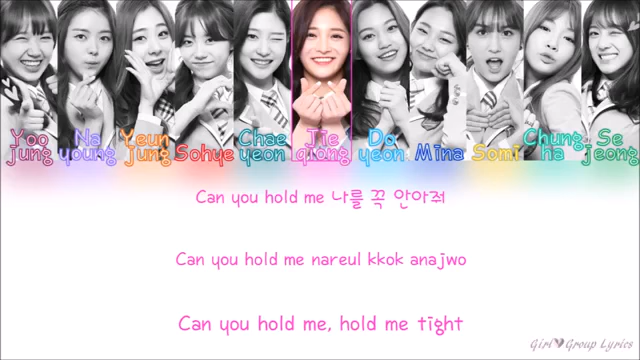 Yoo jung Na young Yeun jung Sohye Chae yeon Jie qiong Do yeon Mina Somi Chung ha Se jeong
Can you hold me 나를 꼭 안아줘
Can you hold me nareul kkok anajwo
Can you hold me, hold me tight
Girl♥Group Lyrics